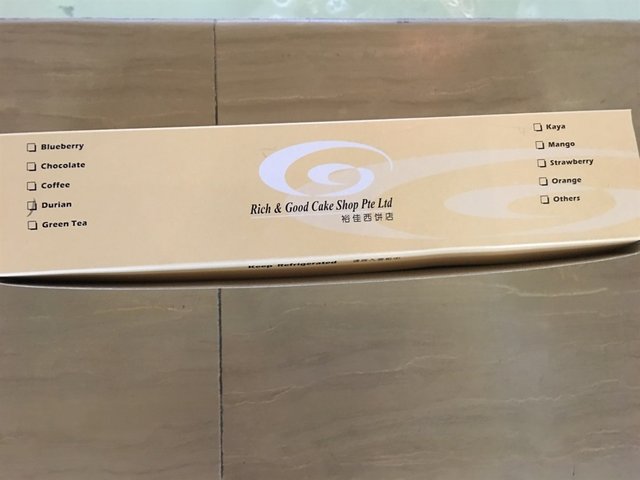 Blueberry
Chocolate
Coffee
Durian
Green Tea
Rich & Good Cake Shop Pte Ltd
裕佳西饼店
Kaya
Mango
Strawberry
Orange
Others
Keep Refrigerated